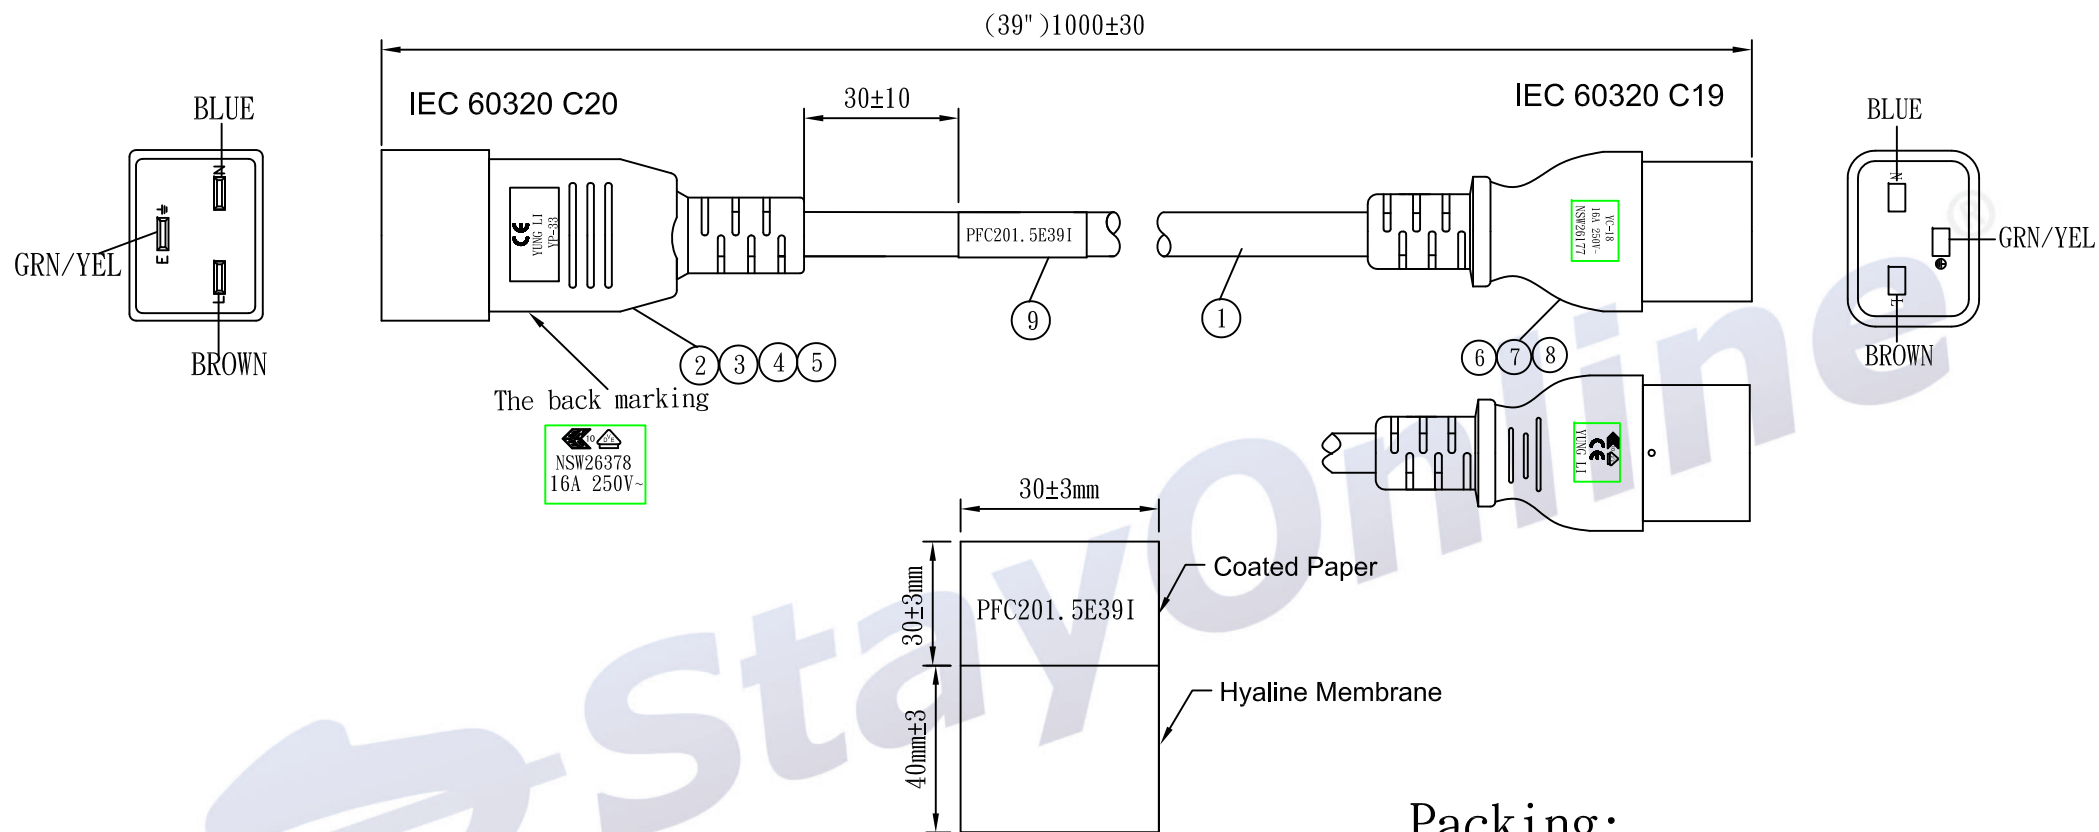 (39")1000±30
IEC 60320 C20
30±10
IEC 60320 C19
BLUE
N
E
L
GRN/YEL
BROWN
CE
YUNG LI
YP-33
PFC201.5E39I
YC-18
16A 250V~
NSW26177
BLUE
N
L
GRN/YEL
BROWN
®
9
1
2
3
4
5
6
7
8
The back marking
10
NSW26378
16A 250V~
CE
YUNG LI
30±3mm
30±3mm
PFC201.5E39I
Coated Paper
40mm±3
Hyaline Membrane
StayOnline
Packing: